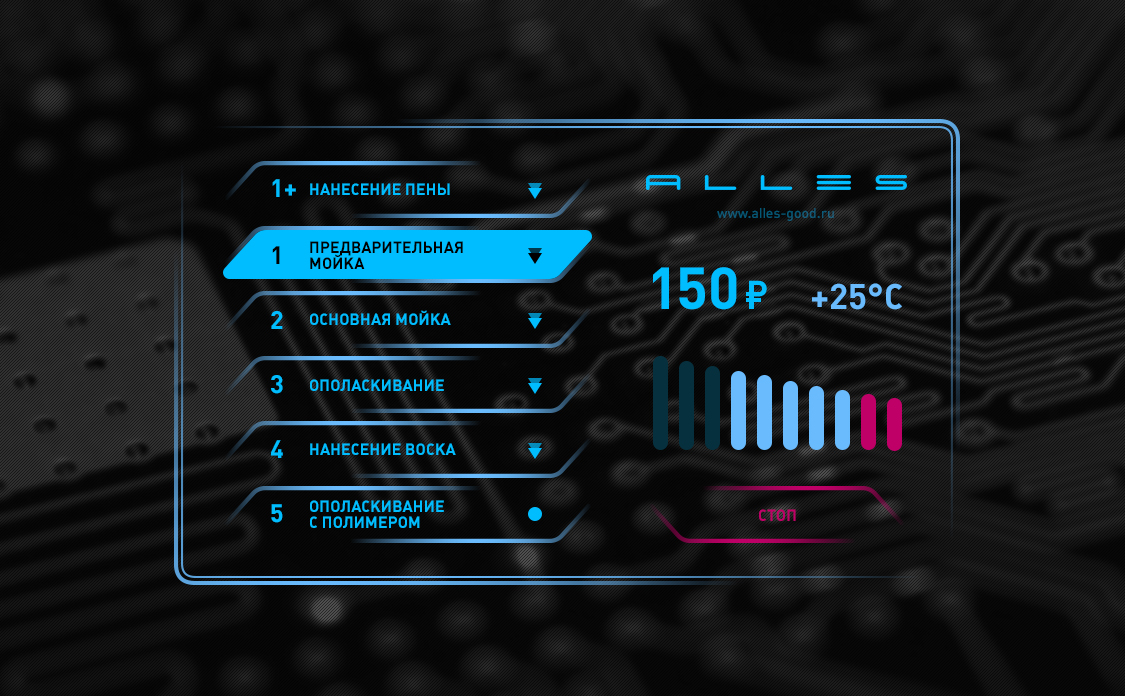 1+ НАНЕСЕНИЕ ПЕНЫ
1 ПРЕДВАРИТЕЛЬНАЯ
МОЙКА
2 ОСНОВНАЯ МОЙКА
3 ОПОЛАСКИВАНИЕ
4 НАНЕСЕНИЕ ВОСКА
5 ОПОЛАСКИВАНИЕ
С ПОЛИМЕРОМ
ALLES
www.alles-good.ru
150 ₽ +25°C
СТОП